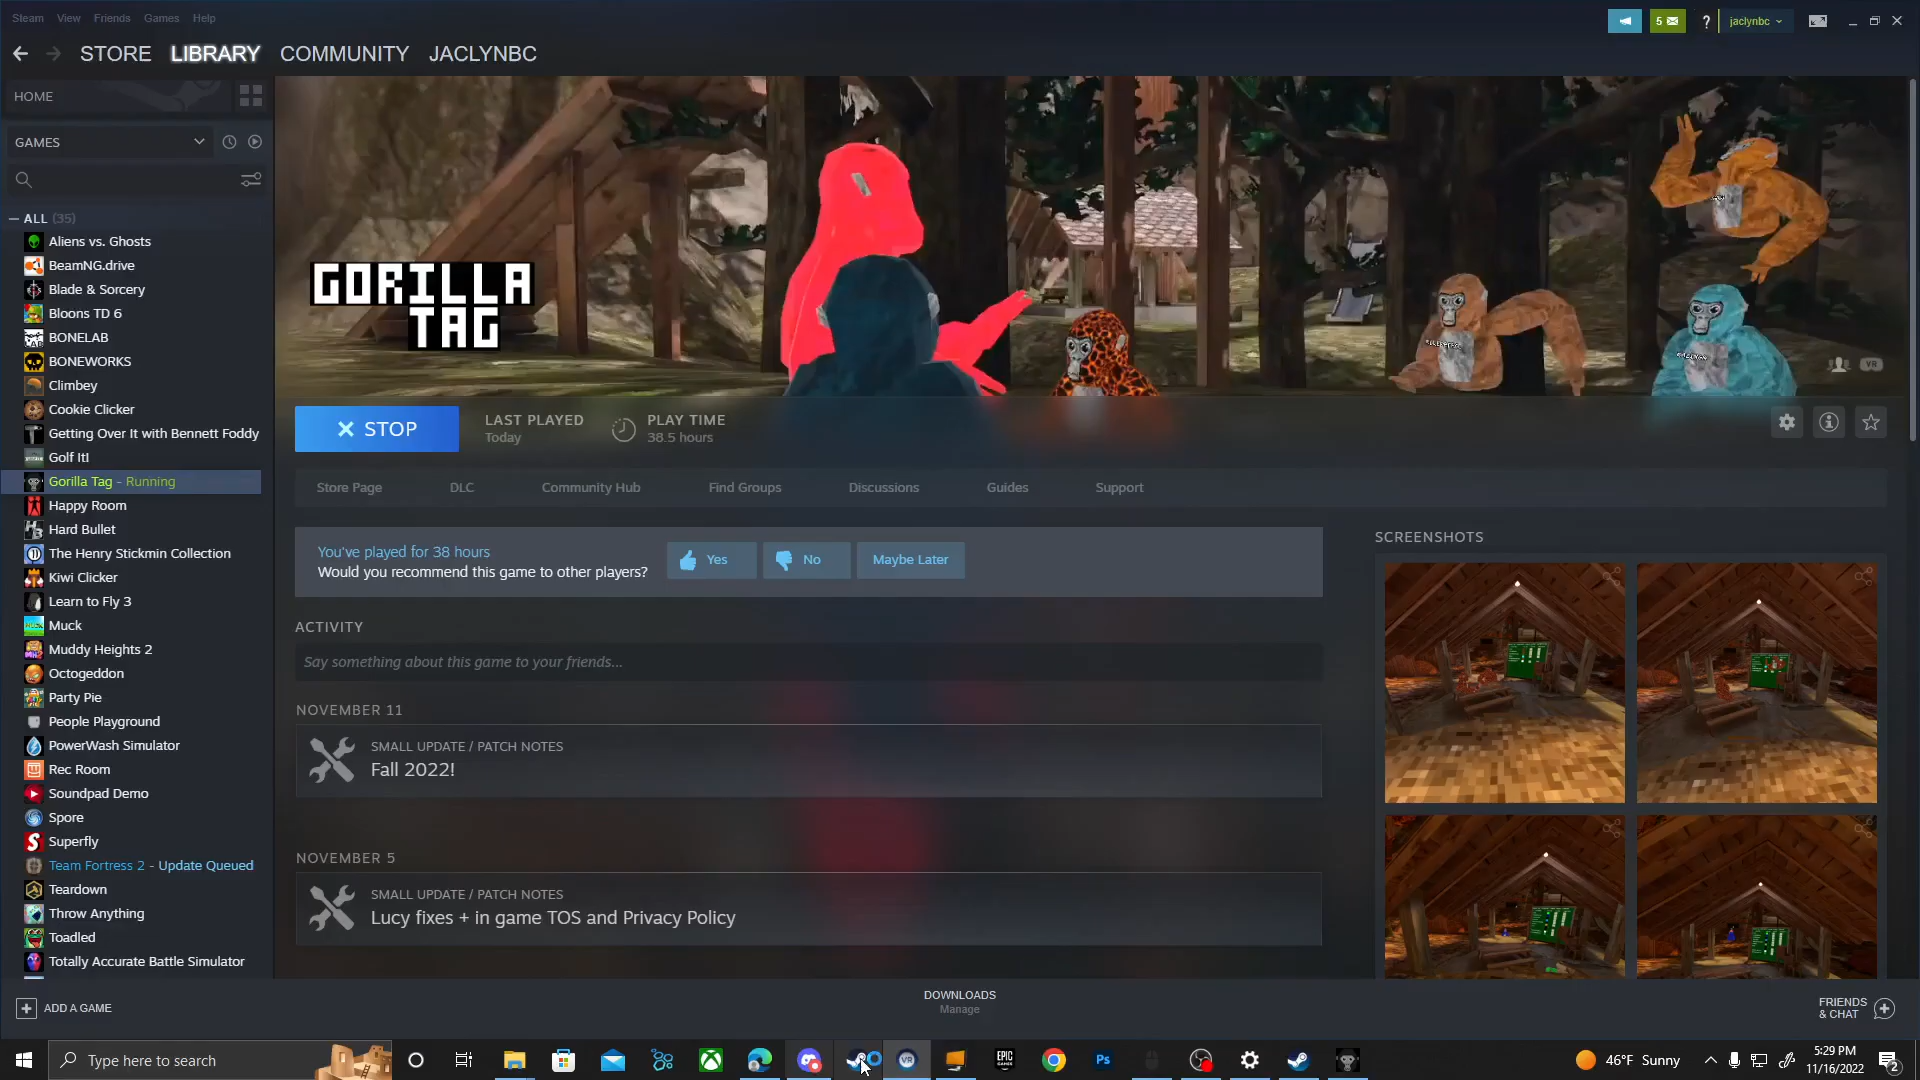 Steam View Friends Games Help
5
?
jaclynbc
STORE LIBRARY COMMUNITY JACLYNBC
HOME
GAMES
ALL (35)
Aliens vs. Ghosts
BeamNG.drive
Blade & Sorcery
Bloons TD 6
BONELAB
BONEWORKS
Climbey
Cookie Clicker
Getting Over It with Bennett Foddy
Golf It!
Gorilla Tag - Running
Happy Room
Hard Bullet
The Henry Stickmin Collection
Kiwi Clicker
Learn to Fly 3
Muck
Muddy Heights 2
Octogeddon
Party Pie
People Playground
PowerWash Simulator
Rec Room
Soundpad Demo
Spore
Superfly
Team Fortress 2 - Update Queued
Teardown
Throw Anything
Toadled
Totally Accurate Battle Simulator
ADD A GAME
GORILLA
TAG
VR
STOP
LAST PLAYED
Today
PLAY TIME
38.5 hours
Store Page DLC Community Hub Find Groups Discussions Guides Support
You've played for 38 hours
Would you recommend this game to other players?
Yes No Maybe Later
ACTIVITY
Say something about this game to your friends...
NOVEMBER 11
SMALL UPDATE / PATCH NOTES
Fall 2022!
NOVEMBER 5
SMALL UPDATE / PATCH NOTES
Lucy fixes + in game TOS and Privacy Policy
SCREENSHOTS
DOWNLOADS
Manage
FRIENDS
& CHAT
Type here to search
VR
EPIC
GAMES
Ps
46°F Sunny
5:29 PM
11/16/2022
2